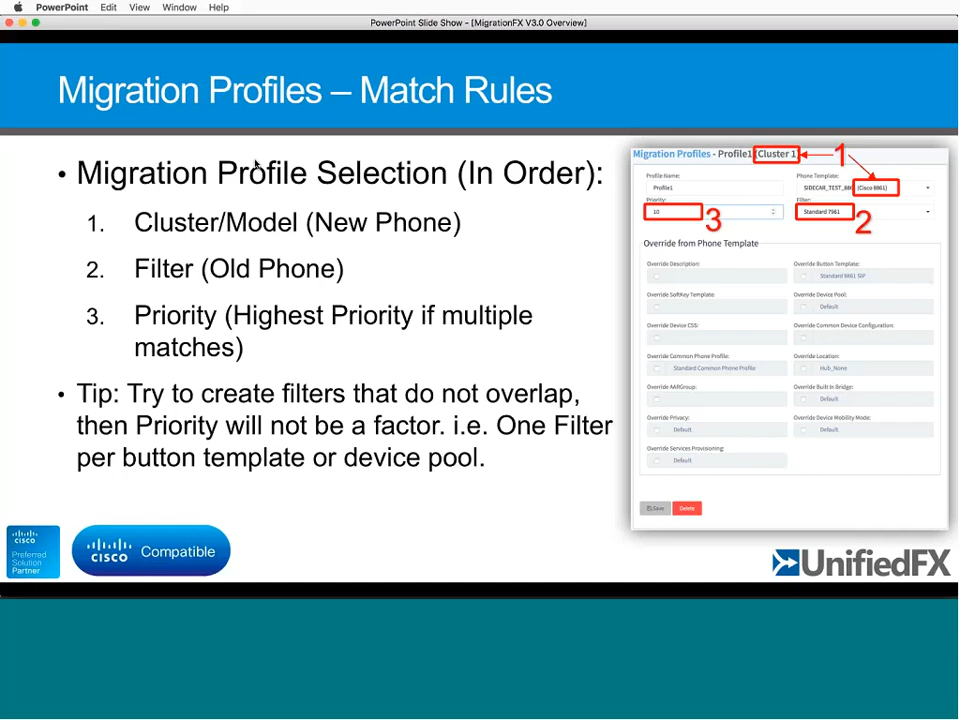 PowerPoint Edit View Window Help
PowerPoint Slide Show - [MigrationFX V3.0 Overview]
Migration Profiles – Match Rules
• Migration Profile Selection (In Order):
1. Cluster/Model (New Phone)
2. Filter (Old Phone)
3. Priority (Highest Priority if multiple
matches)
• Tip: Try to create filters that do not overlap,
then Priority will not be a factor. i.e. One Filter
per button template or device pool.
Migration Profiles - Profile1 (Cluster 1)
1
Profile Name: Phone Template:
Profile1 (Cisco 8861)
Priority: Filter:
10 Standard 7961
3 2
Override from Phone Template
Override Description: Override Button Template:
Standard 8861 SIP
Override SoftKey Template: Override Device Pool:
Default
Override Device CSS: Override Common Device Configuration:
Override Common Phone Profile: Override Location:
Standard Common Phone Profile Hub_None
Override AARGroup: Override Built In Bridge:
Default
Override Privacy: Override Device Mobility Mode:
Default Default
Override Services Provisioning:
Default
Save Delete
cisco
Preferred
Solution
Partner
cisco Compatible
UnifiedFX